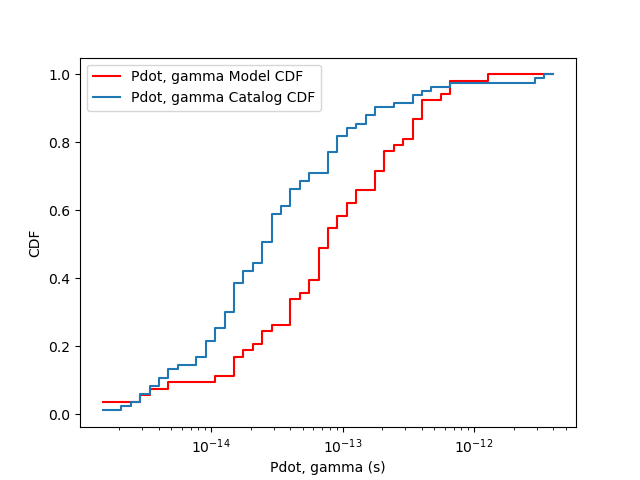 Pdot, gamma Model CDF
Pdot, gamma Catalog CDF
1.0
0.8
0.6
0.4
0.2
0.0
CDF
10⁻¹⁴
10⁻¹³
10⁻¹²
Pdot, gamma (s)